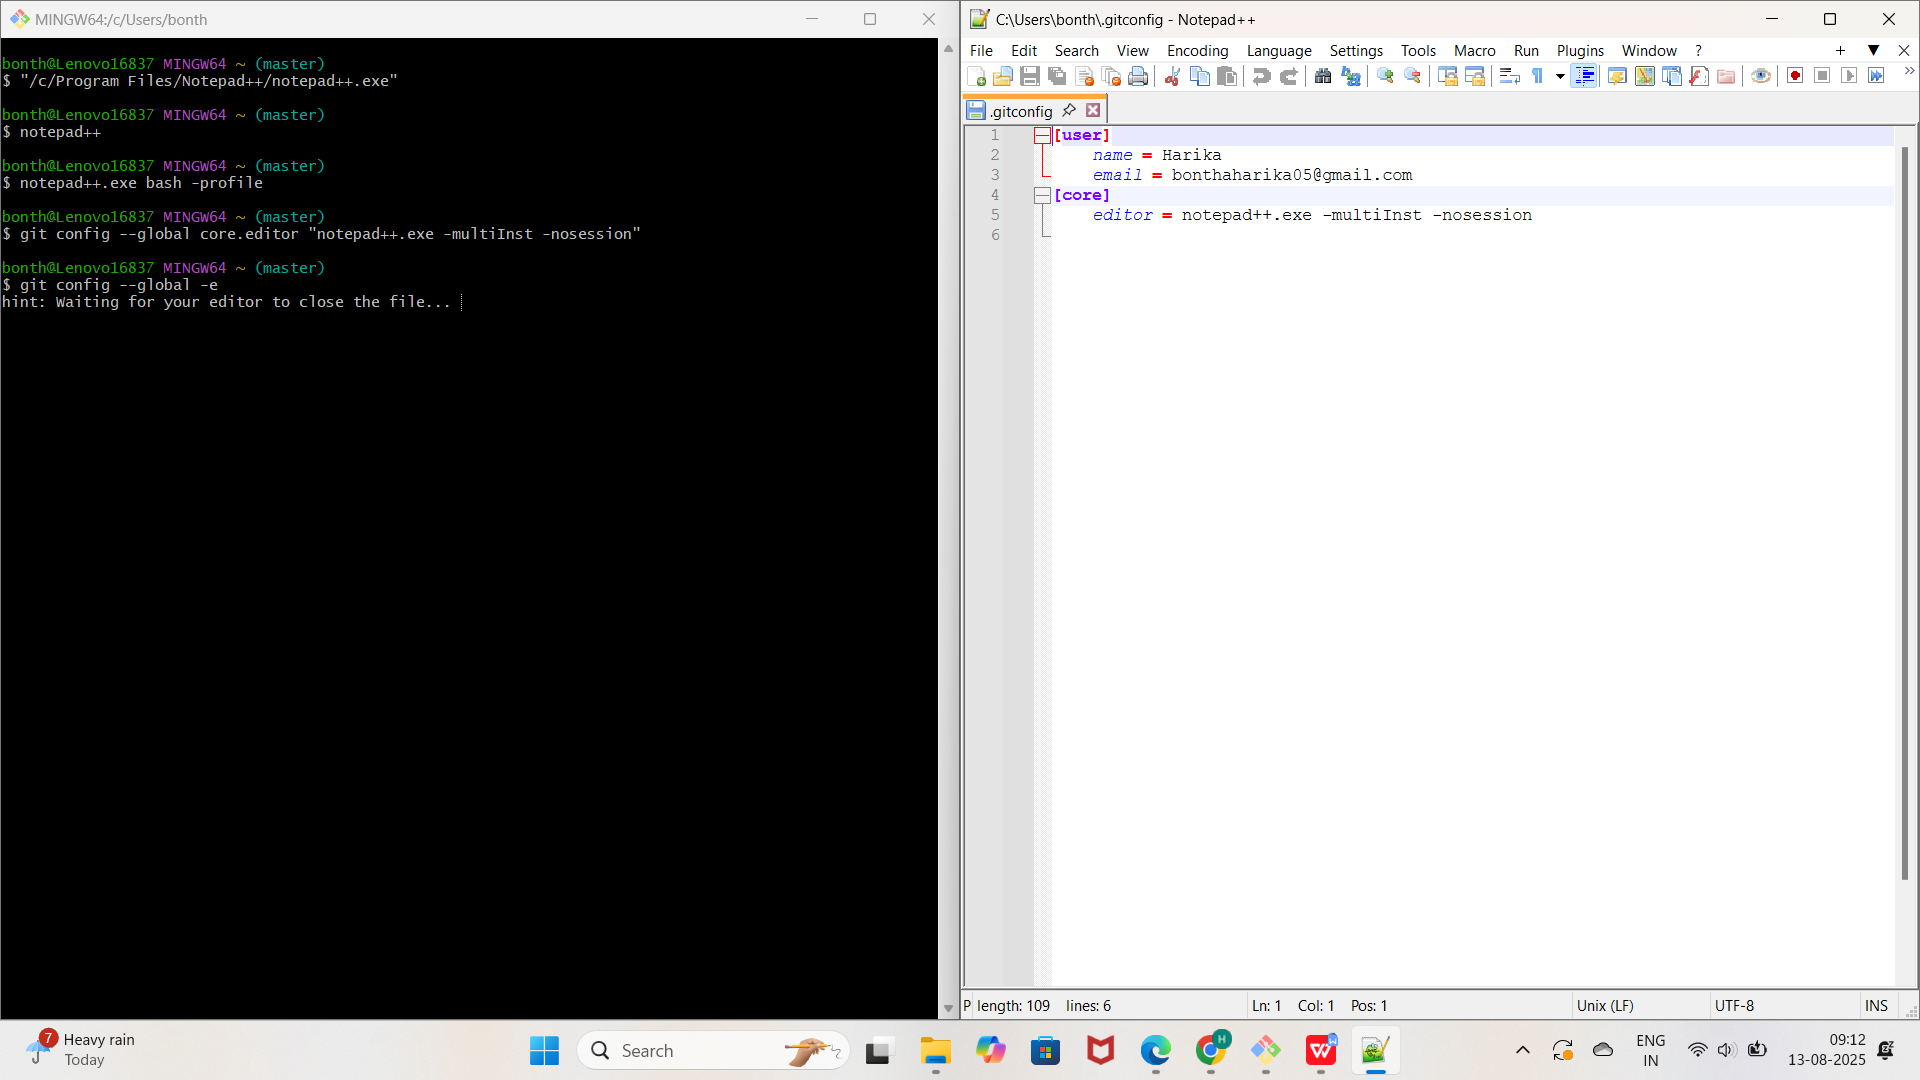 MINGW64:/c/Users/bonth
bonth@Lenovo16837 MINGW64 ~ (master)
$ "/c/Program Files/Notepad++/notepad++.exe"
bonth@Lenovo16837 MINGW64 ~ (master)
$ notepad++
bonth@Lenovo16837 MINGW64 ~ (master)
$ notepad++.exe bash -profile
bonth@Lenovo16837 MINGW64 ~ (master)
$ git config --global core.editor "notepad++.exe -multiInst -nosession"
bonth@Lenovo16837 MINGW64 ~ (master)
$ git config --global -e
hint: Waiting for your editor to close the file...
C:\Users\bonth\.gitconfig - Notepad++
File Edit Search View Encoding Language Settings Tools Macro Run Plugins Window ?
.gitconfig
1 [user]
2 name = Harika
3 email = bonthaharika05@gmail.com
4 [core]
5 editor = notepad++.exe -multiInst -nosession
6
P length: 109 lines: 6 Ln: 1 Col: 1 Pos: 1 Unix (LF) UTF-8 INS
7 Heavy rain
Today
Search
H
W
ENG
IN
09:12
13-08-2025